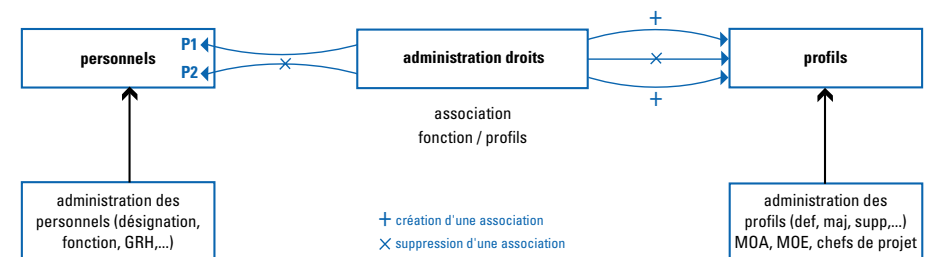 +
P1
personnels
administration droits
×
×
profils
P2
+
association
fonction / profils
administration des
personnels (désignation,
fonction, GRH,...)
+ création d'une association
× suppression d'une association
administration des
profils (def, maj, supp,...)
MOA, MOE, chefs de projet